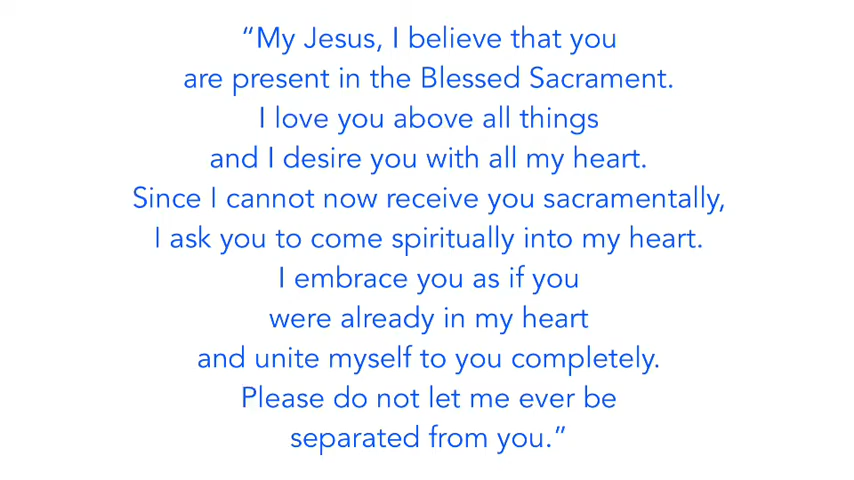 “My Jesus, I believe that you
are present in the Blessed Sacrament.
I love you above all things
and I desire you with all my heart.
Since I cannot now receive you sacramentally,
I ask you to come spiritually into my heart.
I embrace you as if you
were already in my heart
and unite myself to you completely.
Please do not let me ever be
separated from you.”